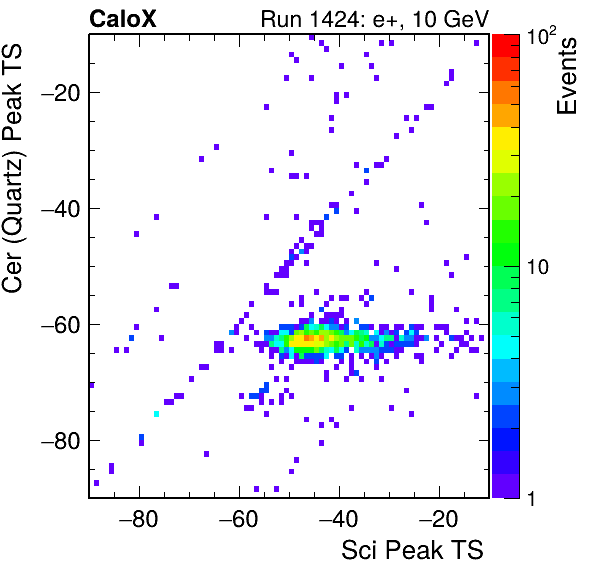 CaloX Run 1424: e+, 10 GeV
Cer (Quartz) Peak TS
−20
−40
−60
−80
−80 −60 −40 −20
Sci Peak TS
10²
10
1
Events